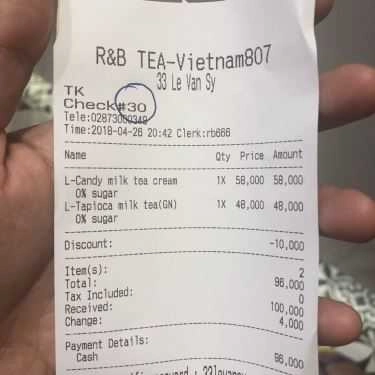 R&B TEA-Vietnam807
33 Le Van Sy
TK
Check#30
Tele:02873080348
Time:2018-04-26 20:42 Clerk:rb666
Name Qty Price Amount
L-Candy milk tea cream 1X 58,000 58,000
0% sugar
L-Tapioca milk tea(GN) 1X 48,000 48,000
0% sugar
Discount: -10,000
Item(s): 2
Total: 96,000
Tax Included: 0
Received: 100,000
Change: 4,000
Payment Details:
Cash 96,000